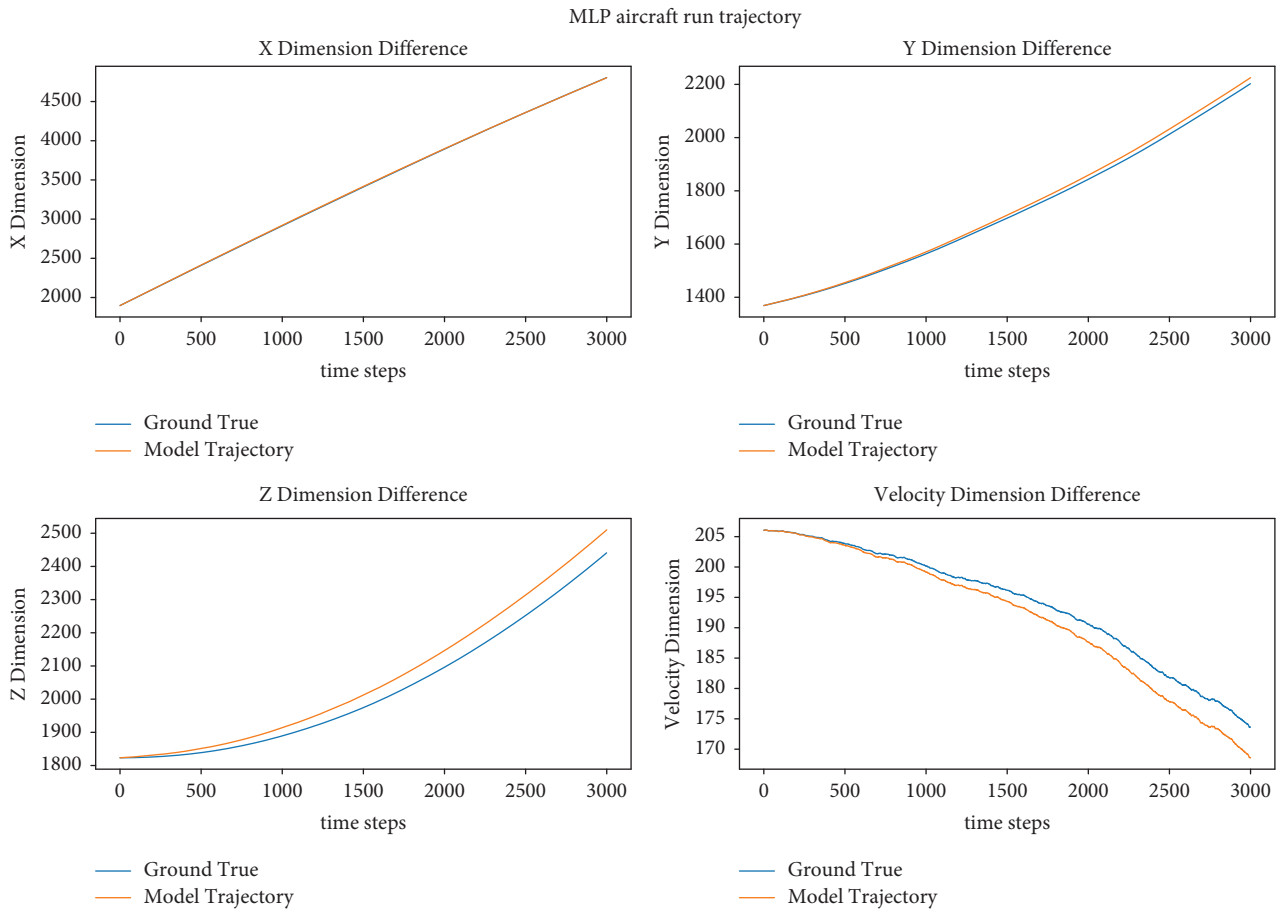 MLP aircraft run trajectory
X Dimension Difference
X Dimension
4500
4000
3500
3000
2500
2000
0 500 1000 1500 2000 2500 3000
time steps
Ground True
Model Trajectory
Y Dimension Difference
Y Dimension
2200
2000
1800
1600
1400
0 500 1000 1500 2000 2500 3000
time steps
Ground True
Model Trajectory
Z Dimension Difference
Z Dimension
2500
2400
2300
2200
2100
2000
1900
1800
0 500 1000 1500 2000 2500 3000
time steps
Ground True
Model Trajectory
Velocity Dimension Difference
Velocity Dimension
205
200
195
190
185
180
175
170
0 500 1000 1500 2000 2500 3000
time steps
Ground True
Model Trajectory